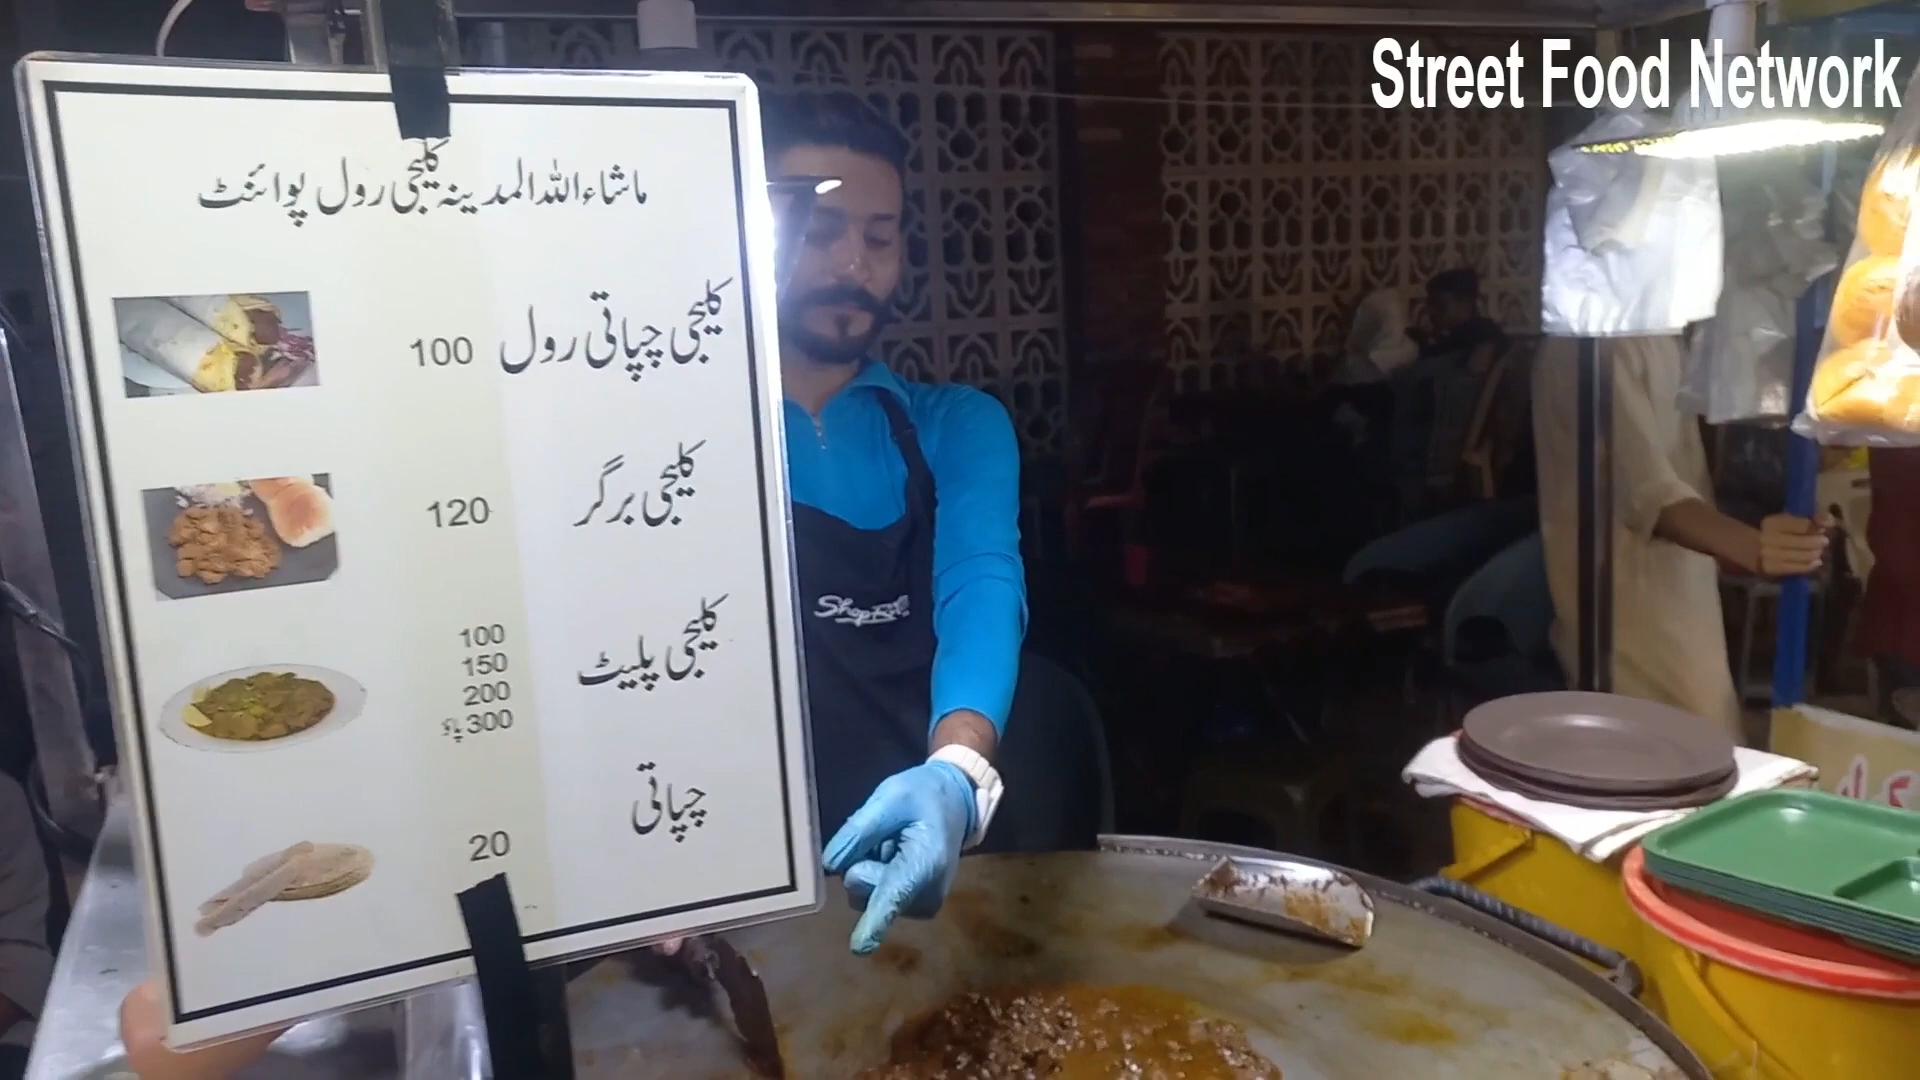 Street Food Network
ماشاءاللہ المدینہ کلیجی رول پوائنٹ
کلیجی چپاتی رول 100
کلیجی برگر 120
کلیجی پلیٹ
100
150
200
300 پاؤ
چپاتی
20